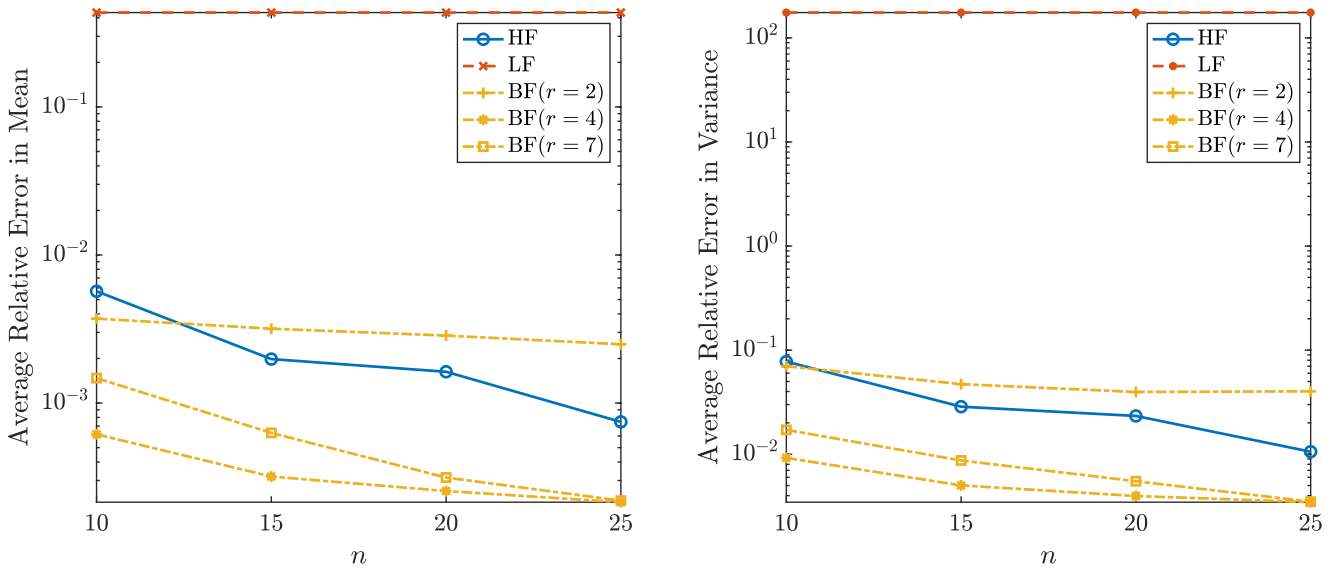 Average Relative Error in Mean
10^{-1}
10^{-2}
10^{-3}
HF
LF
BF(r = 2)
BF(r = 4)
BF(r = 7)
10 15 20 25
n
Average Relative Error in Variance
10^{2}
10^{1}
10^{0}
10^{-1}
10^{-2}
HF
LF
BF(r = 2)
BF(r = 4)
BF(r = 7)
10 15 20 25
n